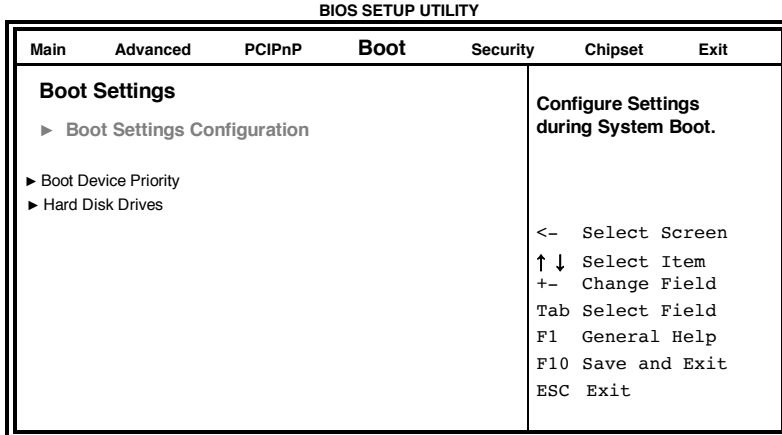 BIOS SETUP UTILITY
Main Advanced PCIPnP Boot Security Chipset Exit
Boot Settings
► Boot Settings Configuration
► Boot Device Priority
► Hard Disk Drives
Configure Settings
during System Boot.
<- Select Screen
↑ ↓ Select Item
+- Change Field
Tab Select Field
F1 General Help
F10 Save and Exit
ESC Exit